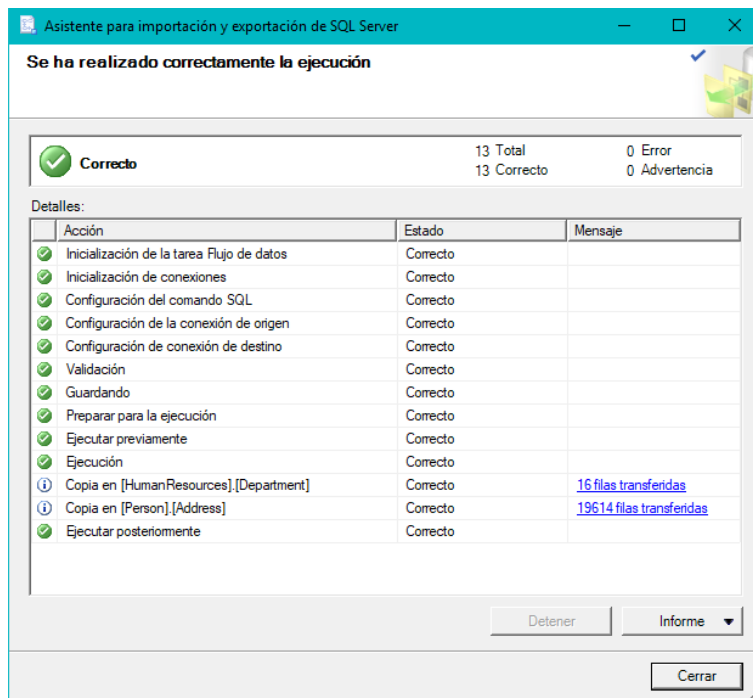 Asistente para importación y exportación de SQL Server
Se ha realizado correctamente la ejecución
Correcto
13 Total 0 Error
13 Correcto 0 Advertencia
Detalles:
Acción Estado Mensaje
Inicialización de la tarea Flujo de datos Correcto
Inicialización de conexiones Correcto
Configuración del comando SQL Correcto
Configuración de la conexión de origen Correcto
Configuración de conexión de destino Correcto
Validación Correcto
Guardando Correcto
Preparar para la ejecución Correcto
Ejecutar previamente Correcto
Ejecución Correcto
Copia en [HumanResources].[Department] Correcto 16 filas transferidas
Copia en [Person].[Address] Correcto 19614 filas transferidas
Ejecutar posteriormente Correcto
Detener Informe
Cerrar